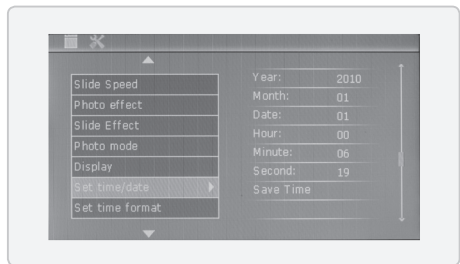 Slide Speed
Photo effect
Slide Effect
Photo mode
Display
Set time/date
Set time format
Year: 2010
Month: 01
Date: 01
Hour: 00
Minute: 06
Second: 19
Save Time